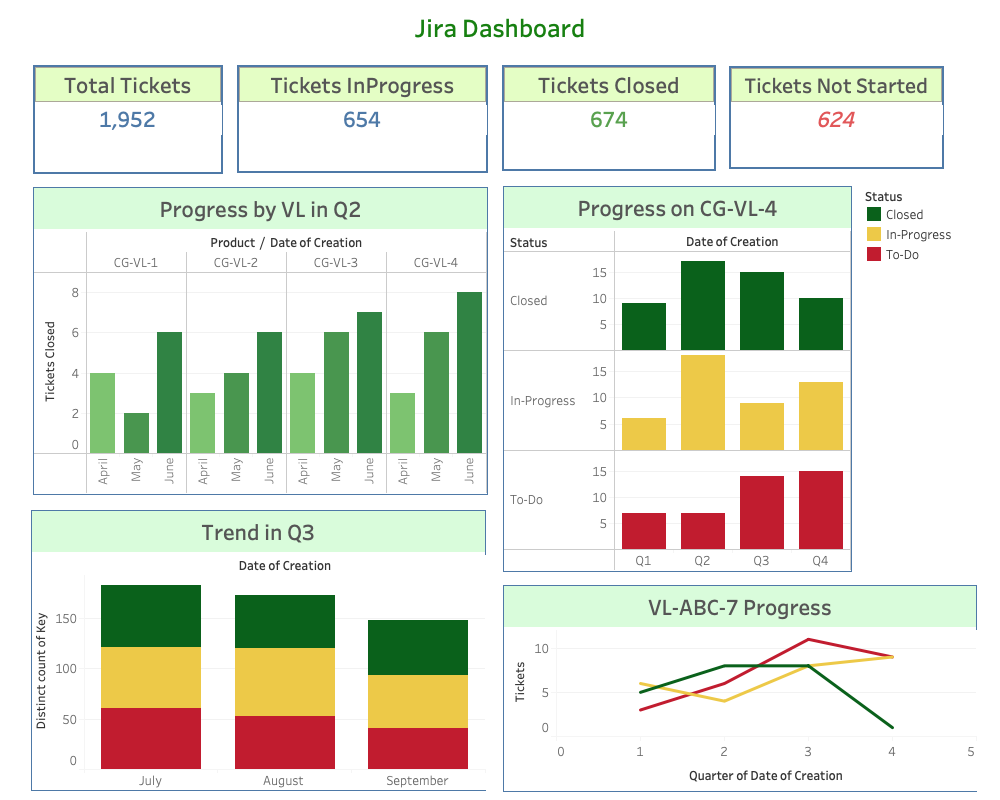 Jira Dashboard
Total Tickets
1,952
Tickets InProgress
654
Tickets Closed
674
Tickets Not Started
624
Progress by VL in Q2
Product / Date of Creation
CG-VL-1 CG-VL-2 CG-VL-3 CG-VL-4
Tickets Closed
8
6
4
2
0
April May June April May June April May June April May June
Progress on CG-VL-4
Status Date of Creation
Closed
15
10
5
In-Progress
15
10
5
To-Do
15
10
5
Q1 Q2 Q3 Q4
Status
Closed
In-Progress
To-Do
Trend in Q3
Date of Creation
Distinct count of Key
150
100
50
0
July August September
VL-ABC-7 Progress
Tickets
10
5
0
0 1 2 3 4 5
Quarter of Date of Creation